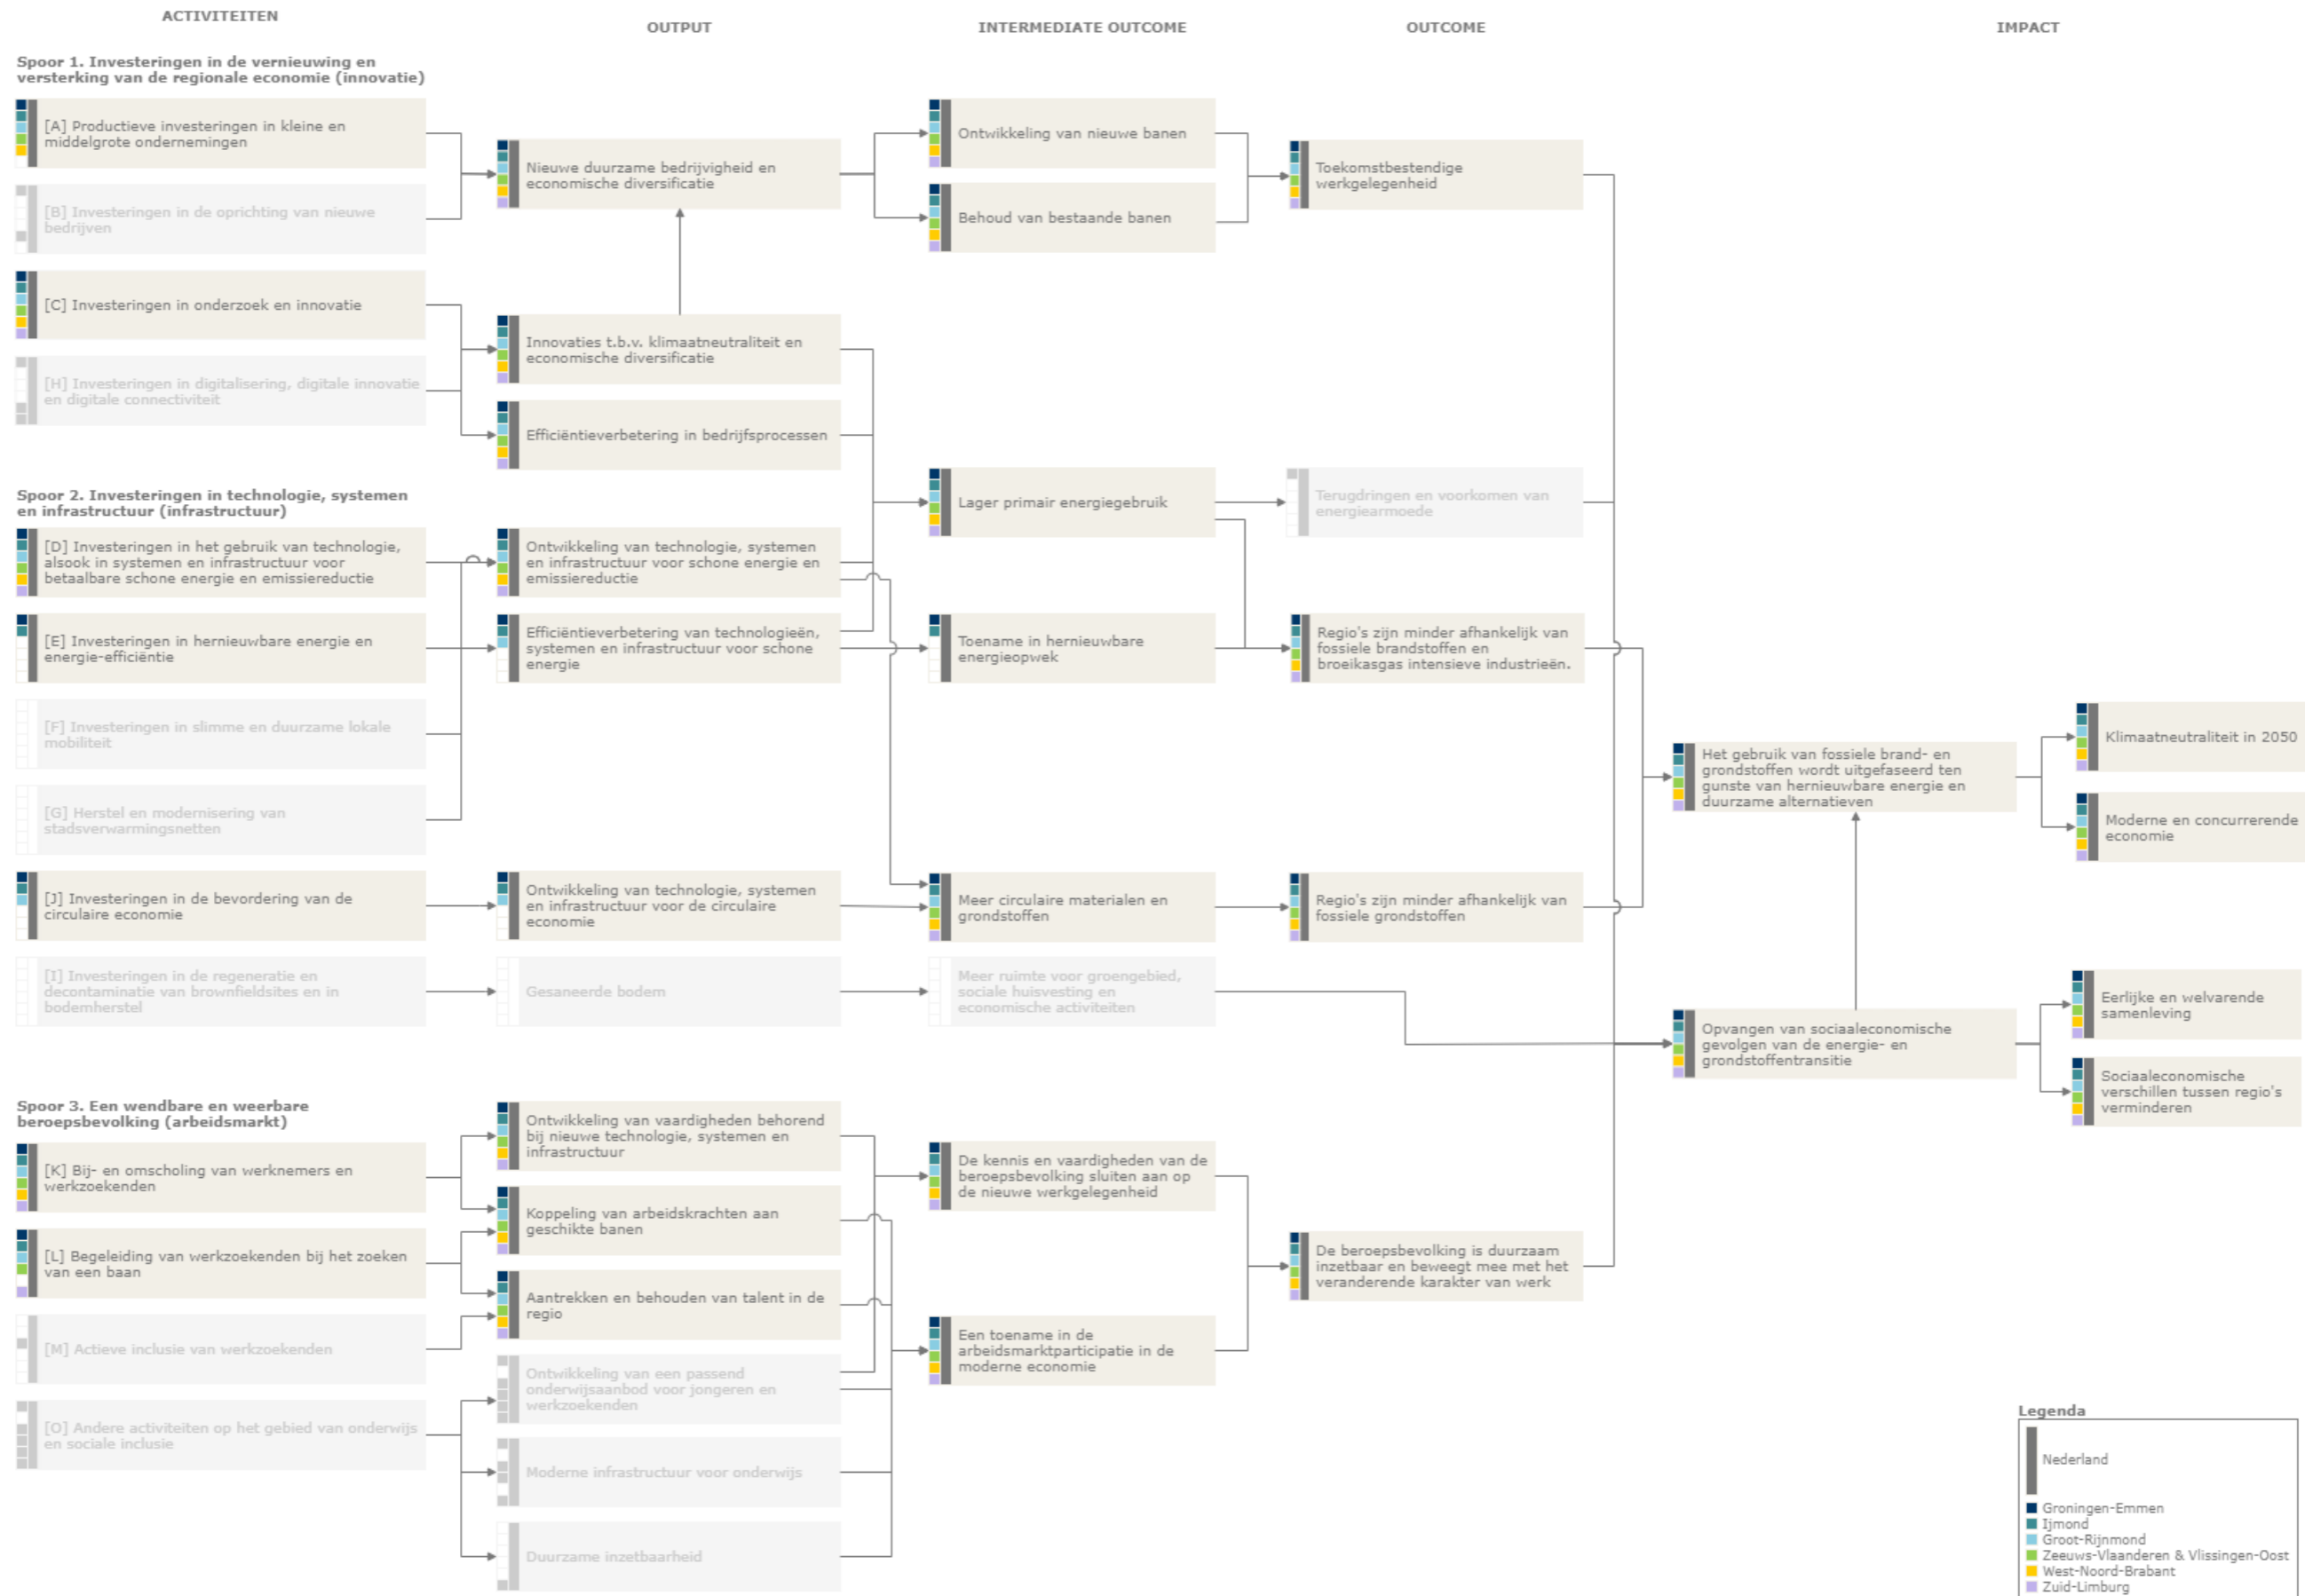 ACTIVITEITEN
OUTPUT
INTERMEDIATE OUTCOME
OUTCOME
IMPACT
Spoor 1. Investeringen in de vernieuwing en
versterking van de regionale economie (innovatie)
[A] Productieve investeringen in kleine en
middelgrote ondernemingen
[B] Investeringen in de oprichting van nieuwe
bedrijven
[C] Investeringen in onderzoek en innovatie
[H] Investeringen in digitalisering, digitale innovatie
en digitale connectiviteit
Nieuwe duurzame bedrijvigheid en
economische diversificatie
Innovaties t.b.v. klimaatneutraliteit en
economische diversificatie
Efficiëntieverbetering in bedrijfsprocessen
Ontwikkeling van nieuwe banen
Behoud van bestaande banen
Toekomstbestendige
werkgelegenheid
Spoor 2. Investeringen in technologie, systemen
en infrastructuur (infrastructuur)
[D] Investeringen in het gebruik van technologie,
alsook in systemen en infrastructuur voor
betaalbare schone energie en emissiereductie
[E] Investeringen in hernieuwbare energie en
energie-efficiëntie
[F] Investeringen in slimme en duurzame lokale
mobiliteit
[G] Herstel en modernisering van
stadsverwarmingsnetten
[J] Investeringen in de bevordering van de
circulaire economie
[I] Investeringen in de regeneratie en
decontaminatie van brownfieldsites en in
bodemherstel
Ontwikkeling van technologie, systemen
en infrastructuur voor schone energie en
emissiereductie
Efficiëntieverbetering van technologieën,
systemen en infrastructuur voor schone
energie
Ontwikkeling van technologie, systemen
en infrastructuur voor de circulaire
economie
Gesaneerde bodem
Lager primair energiegebruik
Toename in hernieuwbare
energieopwek
Meer circulaire materialen en
grondstoffen
Meer ruimte voor groengebied,
sociale huisvesting en
economische activiteiten
Terugdringen en voorkomen van
energiearmoede
Regio's zijn minder afhankelijk van
fossiele brandstoffen en
broeikasgas intensieve industrieën.
Regio's zijn minder afhankelijk van
fossiele grondstoffen
Het gebruik van fossiele brand- en
grondstoffen wordt uitgefaseerd ten
gunste van hernieuwbare energie en
duurzame alternatieven
Klimaatneutraliteit in 2050
Moderne en concurrerende
economie
Opvangen van sociaaleconomische
gevolgen van de energie- en
grondstoffentransitie
Eerlijke en welvarende
samenleving
Sociaaleconomische
verschillen tussen regio's
verminderen
Spoor 3. Een wendbare en weerbare
beroepsbevolking (arbeidsmarkt)
[K] Bij- en omscholing van werknemers en
werkzoekenden
[L] Begeleiding van werkzoekenden bij het zoeken
van een baan
[M] Actieve inclusie van werkzoekenden
[O] Andere activiteiten op het gebied van onderwijs
en sociale inclusie
Ontwikkeling van vaardigheden behorend
bij nieuwe technologie, systemen en
infrastructuur
Koppeling van arbeidskrachten aan
geschikte banen
Aantrekken en behouden van talent in de
regio
Ontwikkeling van een passend
onderwijsaanbod voor jongeren en
werkzoekenden
Moderne infrastructuur voor onderwijs
Duurzame inzetbaarheid
De kennis en vaardigheden van de
beroepsbevolking sluiten aan op
de nieuwe werkgelegenheid
Een toename in de
arbeidsmarktparticipatie in de
moderne economie
De beroepsbevolking is duurzaam
inzetbaar en beweegt mee met het
veranderende karakter van werk
Legenda
Nederland
Groningen-Emmen
Ijmond
Groot-Rijnmond
Zeeuws-Vlaanderen & Vlissingen-Oost
West-Noord-Brabant
Zuid-Limburg